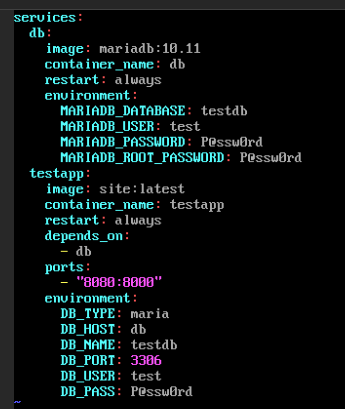 services:
  db:
    image: mariadb:10.11
    container_name: db
    restart: always
    environment:
      MARIADB_DATABASE: testdb
      MARIADB_USER: test
      MARIADB_PASSWORD: P@ssw0rd
      MARIADB_ROOT_PASSWORD: P@ssw0rd
  testapp:
    image: site:latest
    container_name: testapp
    restart: always
    depends_on:
      - db
    ports:
      - "8080:8000"
    environment:
      DB_TYPE: maria
      DB_HOST: db
      DB_NAME: testdb
      DB_PORT: 3306
      DB_USER: test
      DB_PASS: P@ssw0rd
~